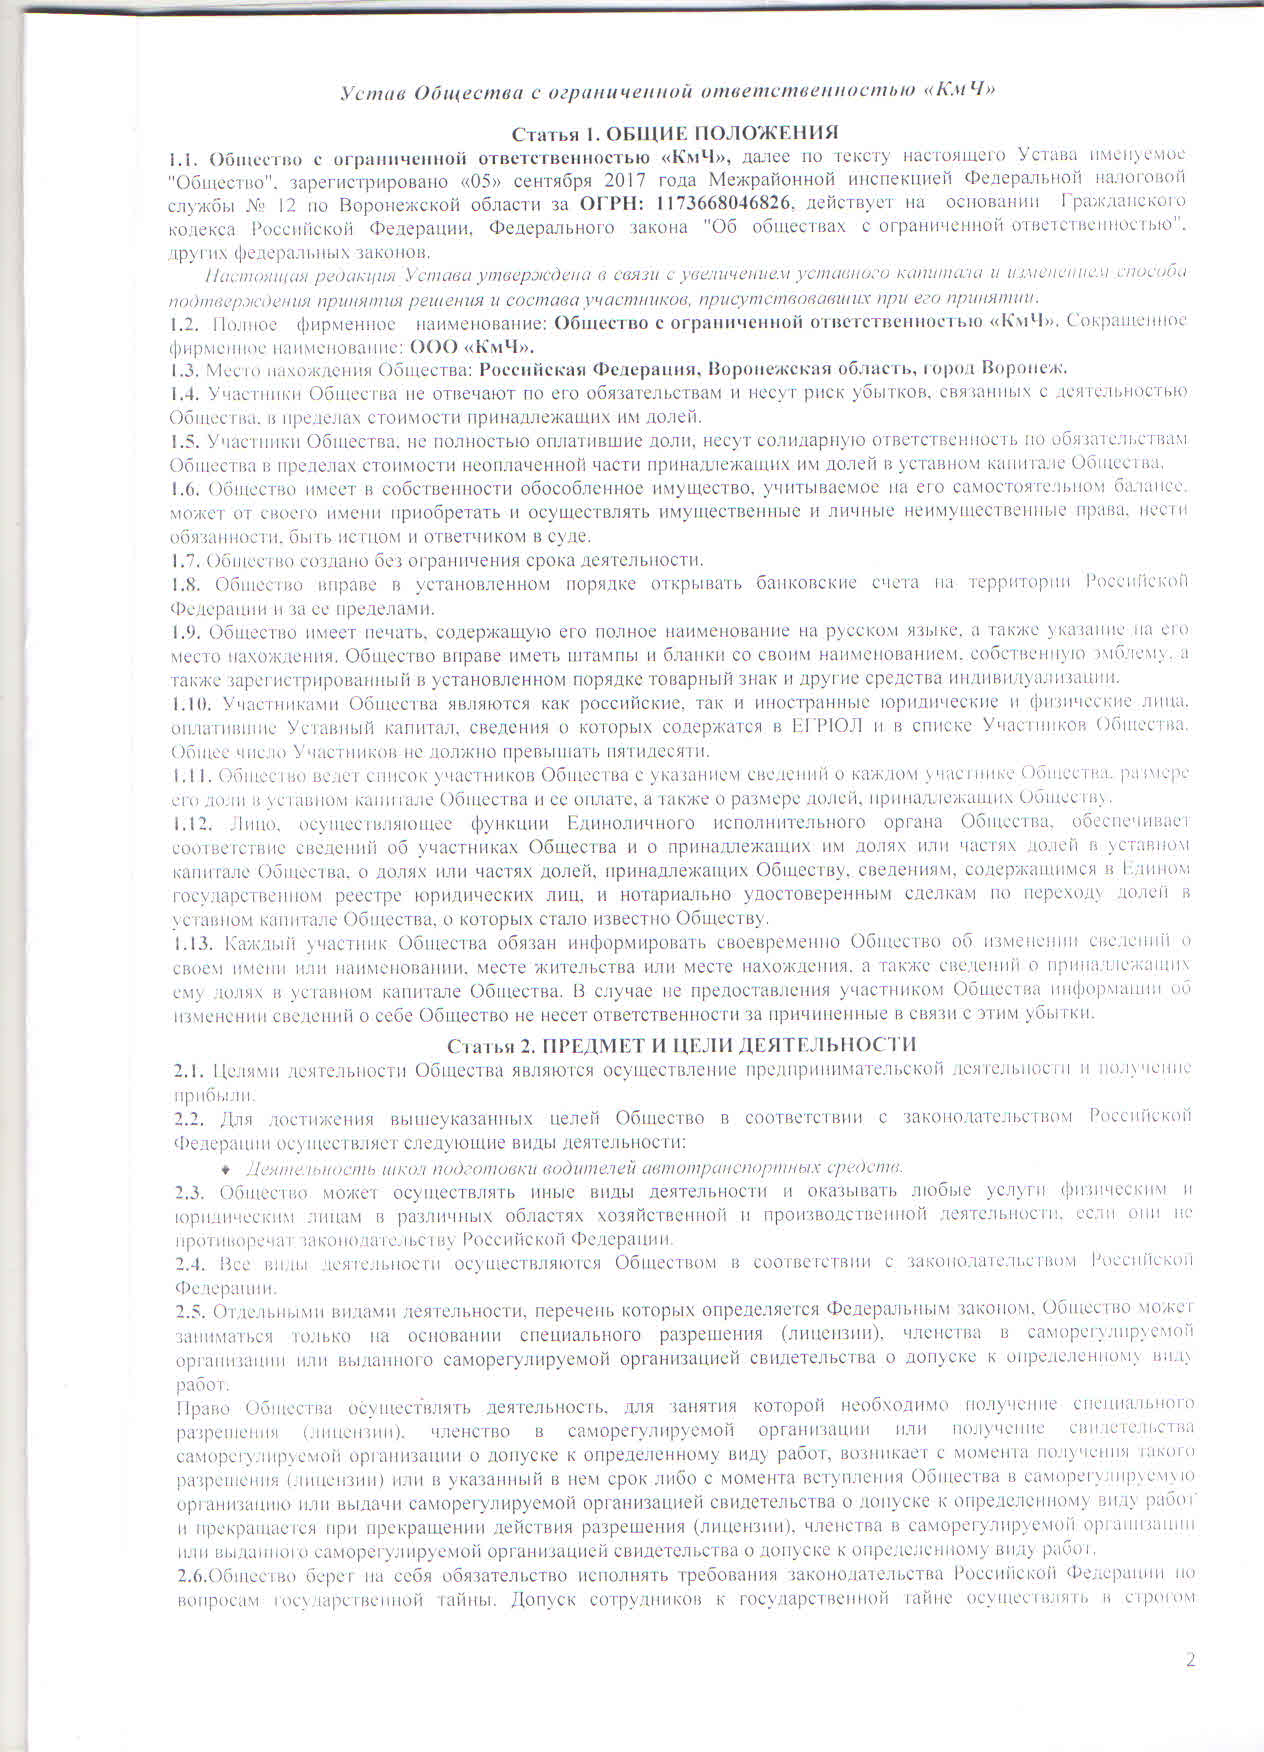 Устав Общества с ограниченной ответственностью «КмЧ»
Статья 1. ОБЩИЕ ПОЛОЖЕНИЯ
1.1. Общество с ограниченной ответственностью «КмЧ», далее по тексту настоящего Устава именуемое
"Общество", зарегистрировано «05» сентября 2017 года Межрайонной инспекцией Федеральной налоговой
службы № 12 по Воронежской области за ОГРН: 1173668046826, действует на основании Гражданского
кодекса Российской Федерации, Федерального закона "Об обществах с ограниченной ответственностью",
других федеральных законов.
Настоящая редакция Устава утверждена в связи с увеличением уставного капитала и изменением способа
подтверждения принятия решения и состава участников, присутствовавших при его принятии.
1.2. Полное фирменное наименование: Общество с ограниченной ответственностью «КмЧ». Сокращенное
фирменное наименование: ООО «КмЧ».
1.3. Место нахождения Общества: Российская Федерация, Воронежская область, город Воронеж.
1.4. Участники Общества не отвечают по его обязательствам и несут риск убытков, связанных с деятельностью
Общества, в пределах стоимости принадлежащих им долей.
1.5. Участники Общества, не полностью оплатившие доли, несут солидарную ответственность по обязательствам
Общества в пределах стоимости неоплаченной части принадлежащих им долей в уставном капитале Общества.
1.6. Общество имеет в собственности обособленное имущество, учитываемое на его самостоятельном балансе,
может от своего имени приобретать и осуществлять имущественные и личные неимущественные права, нести
обязанности, быть истцом и ответчиком в суде.
1.7. Общество создано без ограничения срока деятельности.
1.8. Общество вправе в установленном порядке открывать банковские счета на территории Российской
Федерации и за ее пределами.
1.9. Общество имеет печать, содержащую его полное наименование на русском языке, а также указание на его
место нахождения. Общество вправе иметь штампы и бланки со своим наименованием, собственную эмблему, а
также зарегистрированный в установленном порядке товарный знак и другие средства индивидуализации.
1.10. Участниками Общества являются как российские, так и иностранные юридические и физические лица,
оплатившие Уставный капитал, сведения о которых содержатся в ЕГРЮЛ и в списке Участников Общества.
Общее число Участников не должно превышать пятидесяти.
1.11. Общество ведет список участников Общества с указанием сведений о каждом участнике Общества, размере
его доли в уставном капитале Общества и ее оплате, а также о размере долей, принадлежащих Обществу.
1.12. Лицо, осуществляющее функции Единоличного исполнительного органа Общества, обеспечивает
соответствие сведений об участниках Общества и о принадлежащих им долях или частях долей в уставном
капитале Общества, о долях или частях долей, принадлежащих Обществу, сведениям, содержащимся в Едином
государственном реестре юридических лиц, и нотариально удостоверенным сделкам по переходу долей в
уставном капитале Общества, о которых стало известно Обществу.
1.13. Каждый участник Общества обязан информировать своевременно Общество об изменении сведений о
своем имени или наименовании, месте жительства или месте нахождения, а также сведений о принадлежащих
ему долях в уставном капитале Общества. В случае не предоставления участником Общества информации об
изменении сведений о себе Общество не несет ответственности за причиненные в связи с этим убытки.
Статья 2. ПРЕДМЕТ И ЦЕЛИ ДЕЯТЕЛЬНОСТИ
2.1. Целями деятельности Общества являются осуществление предпринимательской деятельности и получение
прибыли.
2.2. Для достижения вышеуказанных целей Общество в соответствии с законодательством Российской
Федерации осуществляет следующие виды деятельности:
♦ Деятельность школ подготовки водителей автотранспортных средств.
2.3. Общество может осуществлять иные виды деятельности и оказывать любые услуги физическим и
юридическим лицам в различных областях хозяйственной и производственной деятельности, если они не
противоречат законодательству Российской Федерации.
2.4. Все виды деятельности осуществляются Обществом в соответствии с законодательством Российской
Федерации.
2.5. Отдельными видами деятельности, перечень которых определяется Федеральным законом, Общество может
заниматься только на основании специального разрешения (лицензии), членства в саморегулируемой
организации или выданного саморегулируемой организацией свидетельства о допуске к определенному виду
работ.
Право Общества осуществлять деятельность, для занятия которой необходимо получение специального
разрешения (лицензии), членство в саморегулируемой организации или получение свидетельства
саморегулируемой организации о допуске к определенному виду работ, возникает с момента получения такого
разрешения (лицензии) или в указанный в нем срок либо с момента вступления Общества в саморегулируемую
организацию или выдачи саморегулируемой организацией свидетельства о допуске к определенному виду работ
и прекращается при прекращении действия разрешения (лицензии), членства в саморегулируемой организации
или выданного саморегулируемой организацией свидетельства о допуске к определенному виду работ.
2.6.Общество берет на себя обязательство исполнять требования законодательства Российской Федерации по
вопросам государственной тайны. Допуск сотрудников к государственной тайне осуществлять в строгом
2